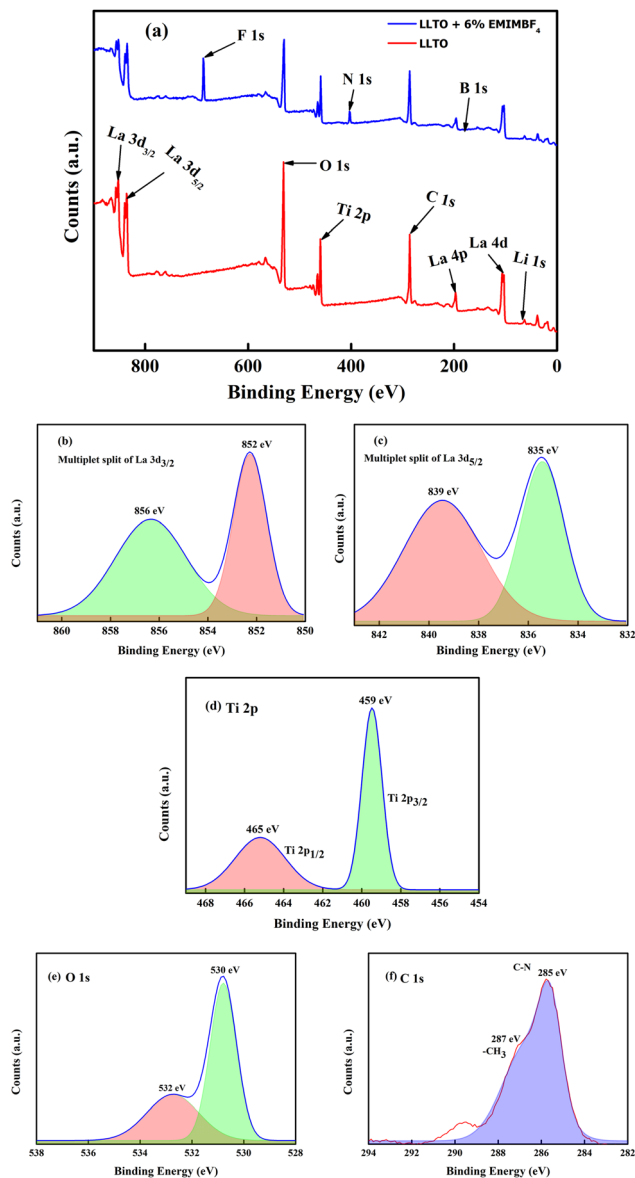 (a)
LLTO + 6% EMIMBF4
LLTO
F 1s
N 1s
B 1s
La 3d3/2
La 3d5/2
O 1s
Ti 2p
C 1s
La 4p
La 4d
Li 1s
Counts (a.u.)
800 600 400 200 0
Binding Energy (eV)
(b)
Multiplet split of La 3d3/2
852 eV
856 eV
Counts (a.u.)
860 858 856 854 852 850
Binding Energy (eV)
(c)
Multiplet split of La 3d5/2
835 eV
839 eV
Counts (a.u.)
842 840 838 836 834 832
Binding Energy (eV)
(d) Ti 2p
459 eV
Ti 2p3/2
465 eV
Ti 2p1/2
Counts (a.u.)
468 466 464 462 460 458 456 454
Binding Energy (eV)
(e) O 1s
530 eV
532 eV
Counts (a.u.)
538 536 534 532 530 528
Binding Energy (eV)
(f) C 1s
C-N
285 eV
287 eV
-CH3
Counts (a.u.)
294 292 290 288 286 284 282
Binding Energy (eV)